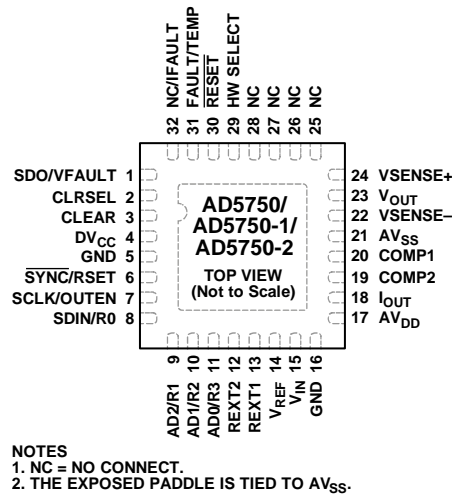 32 NC/IFAULT
31 FAULT/TEMP
30 RESET
29 HW SELECT
28 NC
27 NC
26 NC
25 NC
SDO/VFAULT 1
CLRSEL 2
CLEAR 3
DVCC 4
GND 5
SYNC/RSET 6
SCLK/OUTEN 7
SDIN/R0 8
AD5750/
AD5750-1/
AD5750-2
TOP VIEW
(Not to Scale)
24 VSENSE+
23 VOUT
22 VSENSE–
21 AVSS
20 COMP1
19 COMP2
18 IOUT
17 AVDD
AD2/R1 9
AD1/R2 10
AD0/R3 11
REXT2 12
REXT1 13
VREF 14
VIN 15
GND 16
NOTES
1. NC = NO CONNECT.
2. THE EXPOSED PADDLE IS TIED TO AVSS.